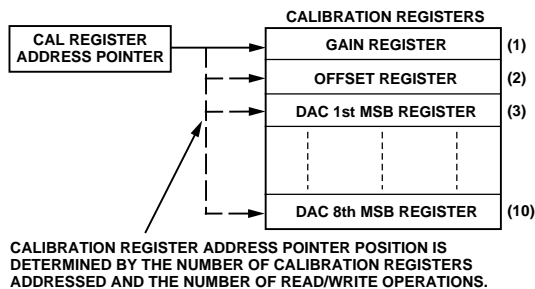 CALIBRATION REGISTERS
CAL REGISTER
ADDRESS POINTER
GAIN REGISTER
(1)
OFFSET REGISTER
(2)
DAC 1st MSB REGISTER
(3)
DAC 8th MSB REGISTER
(10)
CALIBRATION REGISTER ADDRESS POINTER POSITION IS
DETERMINED BY THE NUMBER OF CALIBRATION REGISTERS
ADDRESSED AND THE NUMBER OF READ/WRITE OPERATIONS.